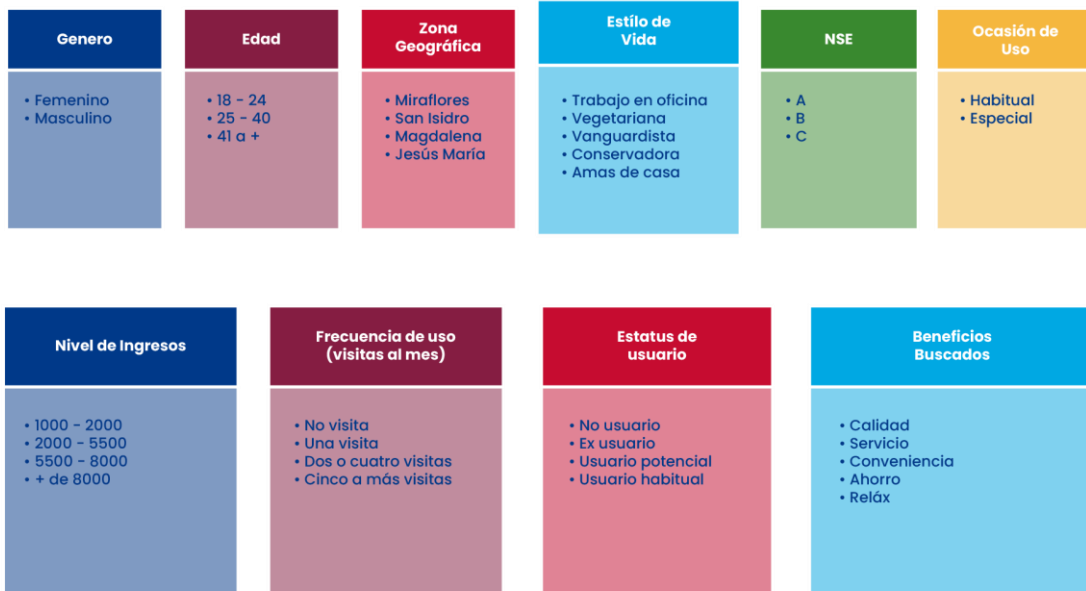 Genero
• Femenino
• Masculino
Edad
• 18 - 24
• 25 - 40
• 41 a +
Zona
Geográfica
• Miraflores
• San Isidro
• Magdalena
• Jesús María
Estílo de
Vida
• Trabajo en oficina
• Vegetariana
• Vanguardista
• Conservadora
• Amas de casa
NSE
• A
• B
• C
Ocasión de
Uso
• Habitual
• Especial
Nivel de Ingresos
• 1000 - 2000
• 2000 - 5500
• 5500 - 8000
• + de 8000
Frecuencia de uso
(visitas al mes)
• No visita
• Una visita
• Dos o cuatro visitas
• Cinco a más visitas
Estatus de
usuario
• No usuario
• Ex usuario
• Usuario potencial
• Usuario habitual
Beneficios
Buscados
• Calidad
• Servicio
• Conveniencia
• Ahorro
• Reláx